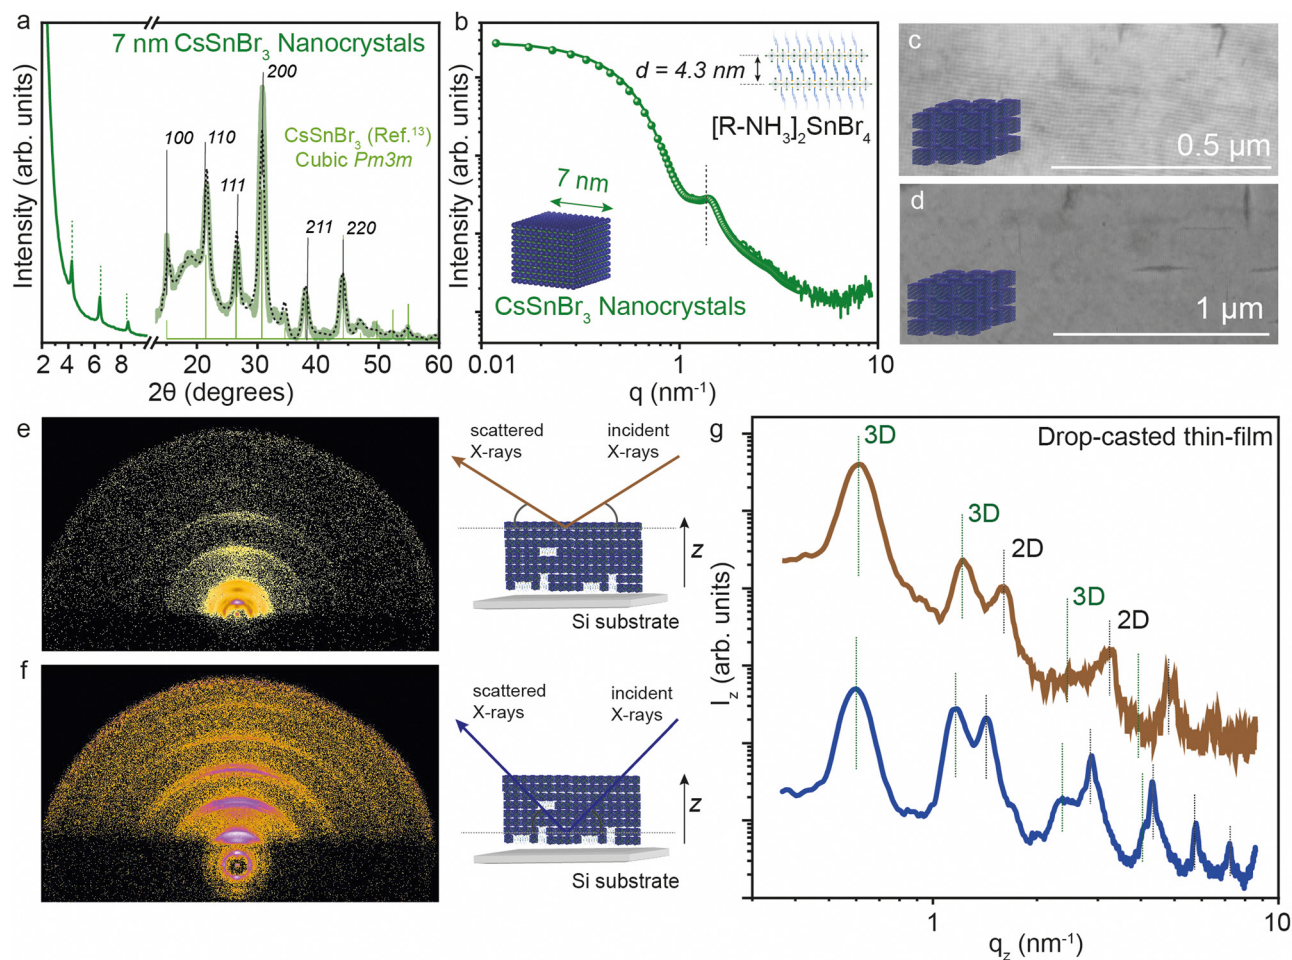 a
7 nm CsSnBr3 Nanocrystals
200
100
110
111
CsSnBr3 (Ref.13)
Cubic Pm3m
211
220
Intensity (arb. units)
2 4 6 8 20 30 40 50 60
2θ (degrees)
b
d = 4.3 nm
[R-NH3]2SnBr4
7 nm
CsSnBr3 Nanocrystals
Intensity (arb. units)
0.01 1 10
q (nm-1)
c
0.5 µm
d
1 µm
e
scattered
X-rays
incident
X-rays
z
Si substrate
f
scattered
X-rays
incident
X-rays
z
Si substrate
g
Drop-casted thin-film
3D
3D
2D
3D
2D
Iz (arb. units)
1 10
qz (nm-1)